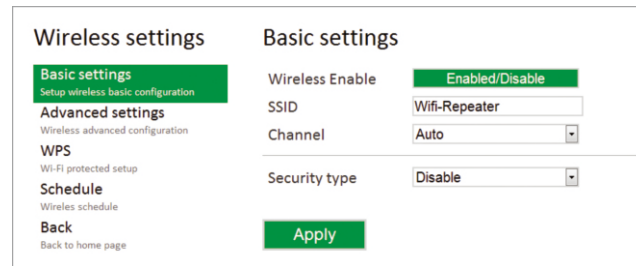 Wireless settings
Basic settings
Setup wireless basic configuration
Advanced settings
Wireless advanced configuration
WPS
Wi-Fi protected setup
Schedule
Wireles schedule
Back
Back to home page
Basic settings
Wireless Enable Enabled/Disable
SSID Wifi-Repeater
Channel Auto
Security type Disable
Apply